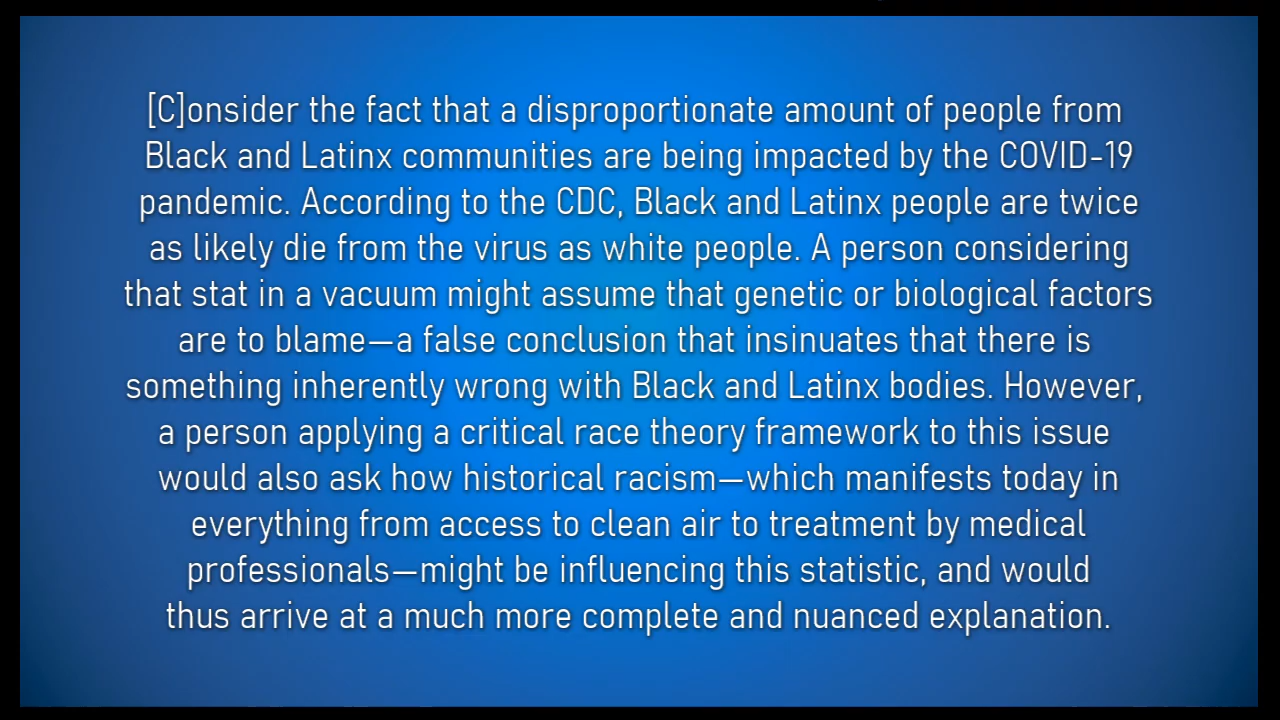 [C]onsider the fact that a disproportionate amount of people from
Black and Latinx communities are being impacted by the COVID-19
pandemic. According to the CDC, Black and Latinx people are twice
as likely die from the virus as white people. A person considering
that stat in a vacuum might assume that genetic or biological factors
are to blame—a false conclusion that insinuates that there is
something inherently wrong with Black and Latinx bodies. However,
a person applying a critical race theory framework to this issue
would also ask how historical racism—which manifests today in
everything from access to clean air to treatment by medical
professionals—might be influencing this statistic, and would
thus arrive at a much more complete and nuanced explanation.